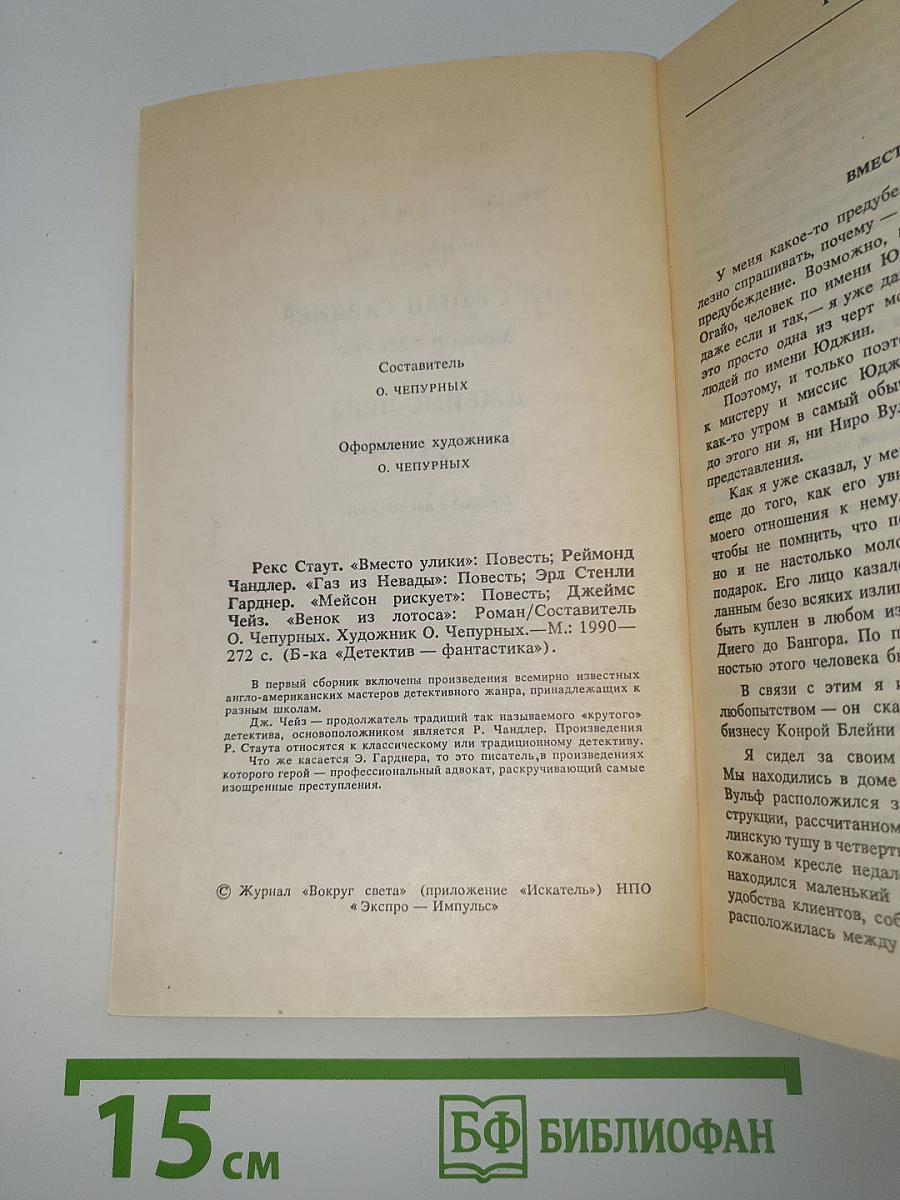 Составитель
О. ЧЕПУРНЫХ
Оформление художника
О. ЧЕПУРНЫХ
Рекс Стаут. «Вместо улики»: Повесть; Реймонд
Чандлер. «Газ из Невады»: Повесть; Эрл Стенли
Гарднер. «Мейсон рискует»: Повесть; Джеймс
Чейз. «Венок из лотоса»: Роман/Составитель
О. Чепурных. Художник О. Чепурных.—М.: 1990—
272 с. (Б-ка «Детектив — фантастика»).
В первый сборник включены произведения всемирно известных
англо-американских мастеров детективного жанра, принадлежащих к
разным школам.
Дж. Чейз — продолжатель традиций так называемого «крутого»
детектива, основоположником является Р. Чандлер. Произведения
Р. Стаута относятся к классическому или традиционному детективу.
Что же касается Э. Гарднера, то это писатель, в произведениях
которого герой — профессиональный адвокат, раскручивающий самые
изощренные преступления.
© Журнал «Вокруг света» (приложение «Искатель») НПО
« Экспро — Импульс»
ВМЕСТ
У меня какое-то предубе
лезно спрашивать, почему —
предубеждение. Возможно,
Огайо, человек по имени Ю
даже если и так,— я уже да
это просто одна из черт мо
людей по имени Юджин.
Поэтому, и только поэт
к мистеру и миссис Юдж
как-то утром в самый обы
до этого ни я, ни Ниро Ву
представления.
Как я уже сказал, у ме
еще до того, как его уви
моего отношения к нему.
чтобы не помнить, что п
но и не настолько моло
подарок. Его лицо казал
ланным безо всяких изли
быть куплен в любом из
Диего до Бангора. По п
ностью этого человека б
В связи с этим я и
любопытством — он ска
бизнесу Конрой Блейни
Я сидел за своим
Мы находились в доме
Вульф расположился з
струкции, рассчитанном
линскую тушу в четверт
кожаном кресле недал
находился маленький
удобства клиентов, соб
расположилась между
15 см
БФ БИБЛИОФАН